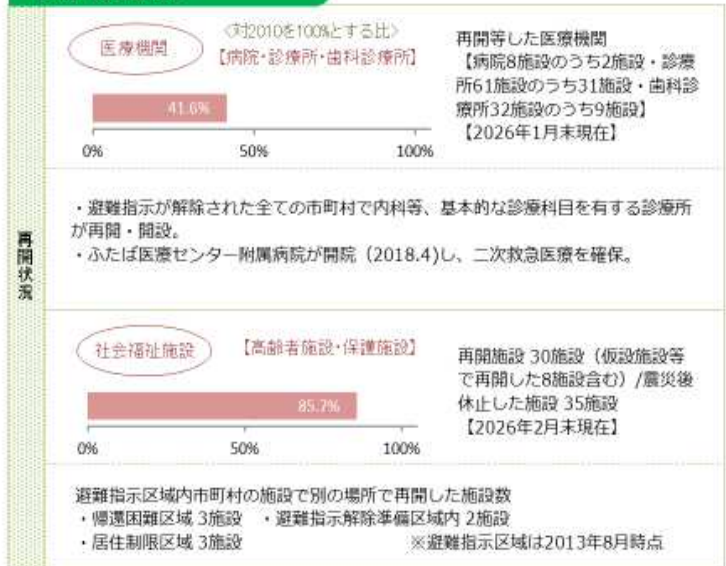 医療機関
〈対2010を100%とする比〉
【病院・診療所・歯科診療所】
41.6%
0%
50%
100%
再開等した医療機関
【病院8施設のうち2施設・診療
所61施設のうち31施設・歯科診
療所32施設のうち9施設】
【2026年1月末現在】
再開状況
・避難指示が解除された全ての市町村で内科等、基本的な診療科目を有する診療所
が再開・開設。
・ふたば医療センター附属病院が開院（2018.4)し、二次救急医療を確保。
社会福祉施設
【高齢者施設・保護施設】
85.7%
0%
50%
100%
再開施設 30施設（仮設施設等
で再開した8施設含む）/震災後
休止した施設 35施設
【2026年2月末現在】
避難指示区域内市町村の施設で別の場所で再開した施設数
・帰還困難区域 3施設　・避難指示解除準備区域内 2施設
・居住制限区域 3施設　※避難指示区域は2013年8月時点